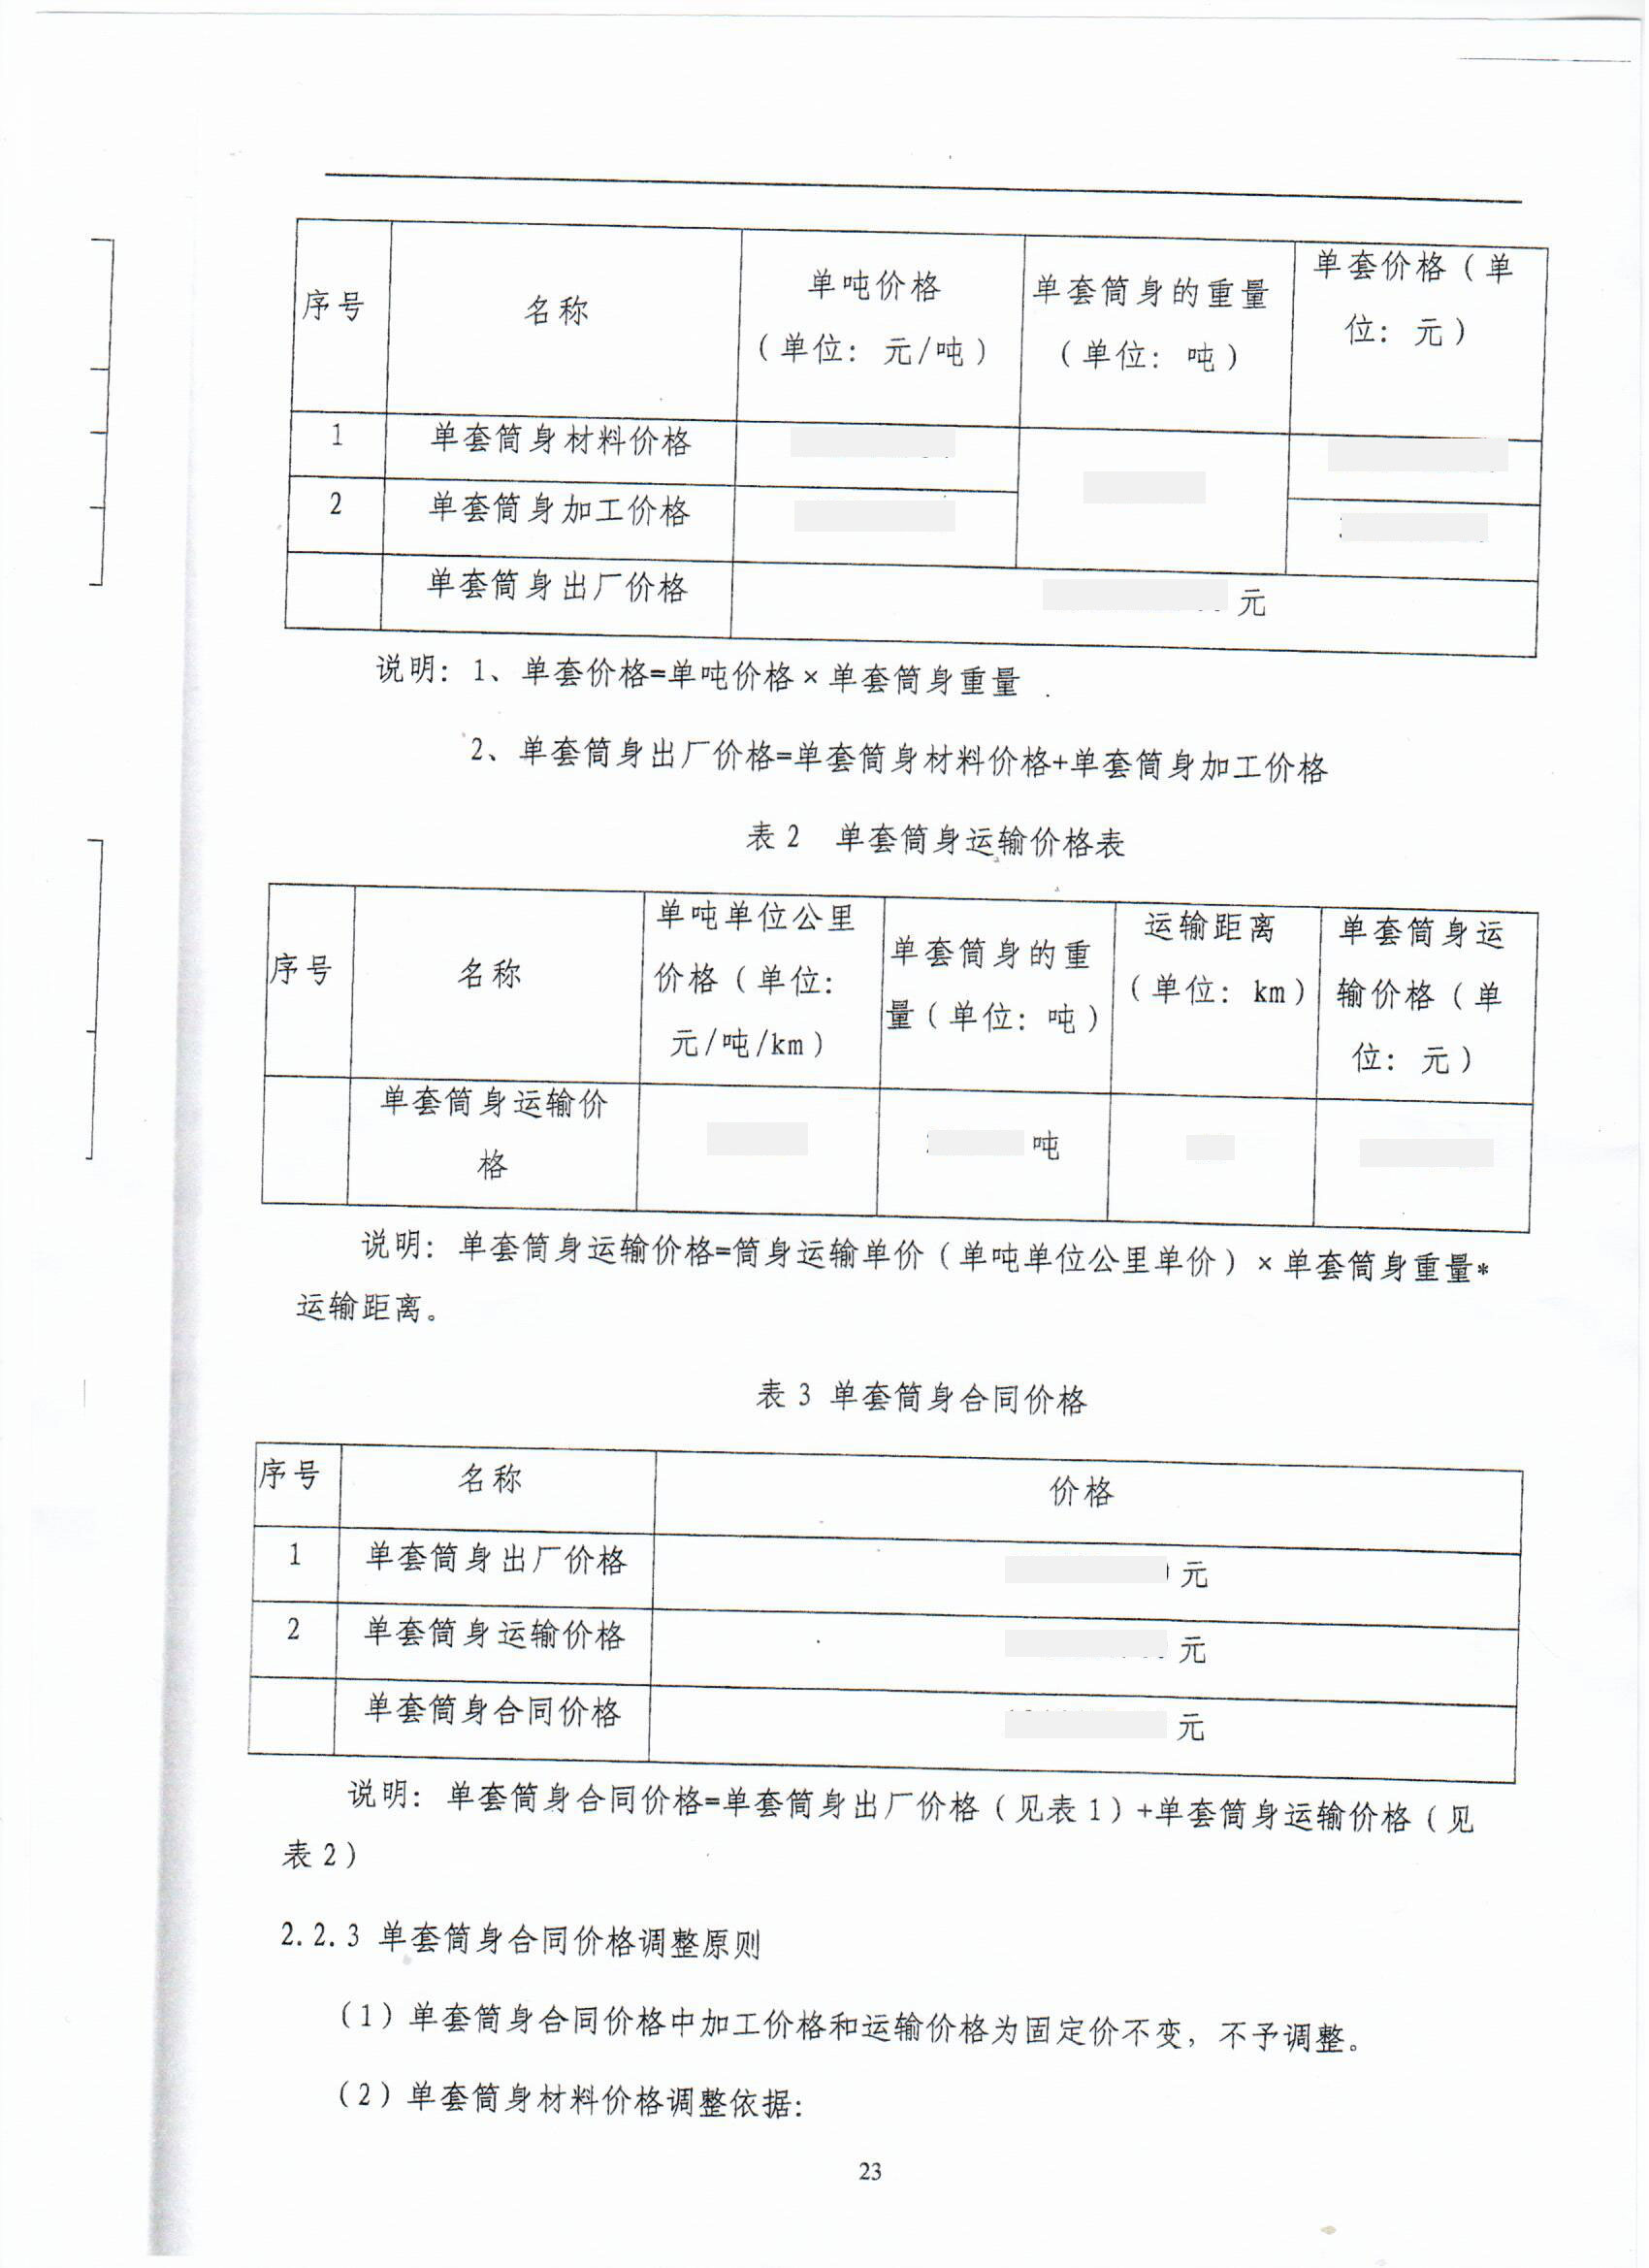 序号 名称 单吨价格 单套筒身的重量 单套价格（单
（单位：元/吨） （单位：吨） 位：元）
1 单套筒身材料价格
2 单套筒身加工价格
单套筒身出厂价格 元
说明：1、单套价格=单吨价格×单套筒身重量
2、单套筒身出厂价格=单套筒身材料价格+单套筒身加工价格
表2 单套筒身运输价格表
序号 名称 单吨单位公里 单套筒身的重 运输距离 单套筒身运
价格（单位： 量（单位：吨） （单位：km） 输价格（单
元/吨/km） 位：元）
单套筒身运输价 吨
格
说明：单套筒身运输价格=筒身运输单价（单吨单位公里单价）×单套筒身重量*
运输距离。
表3 单套筒身合同价格
序号 名称 价格
1 单套筒身出厂价格 元
2 单套筒身运输价格 元
单套筒身合同价格 元
说明：单套筒身合同价格=单套筒身出厂价格（见表1）+单套筒身运输价格（见
表2）
2.2.3 单套筒身合同价格调整原则
（1）单套筒身合同价格中加工价格和运输价格为固定价不变，不予调整。
（2）单套筒身材料价格调整依据：
23